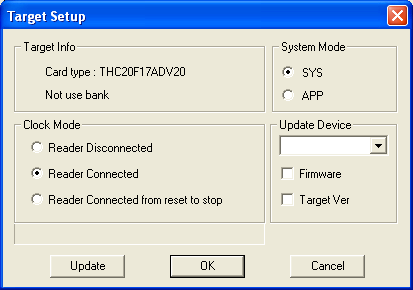 Target Setup
Target Info
Card type : THC20F17ADV20
Not use bank
System Mode
SYS
APP
Clock Mode
Reader Disconnected
Reader Connected
Reader Connected from reset to stop
Update Device
Firmware
Target Ver
Update
OK
Cancel